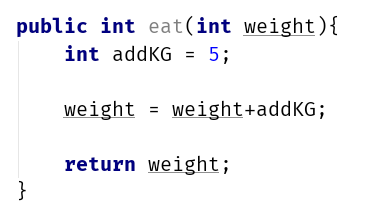 public int eat(int weight){
    int addKG = 5;

    weight = weight+addKG;

    return weight;
}